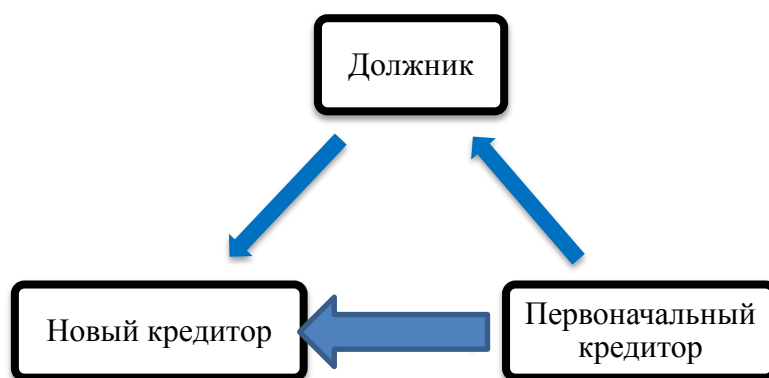 Должник
Новый кредитор
Первоначальный
кредитор